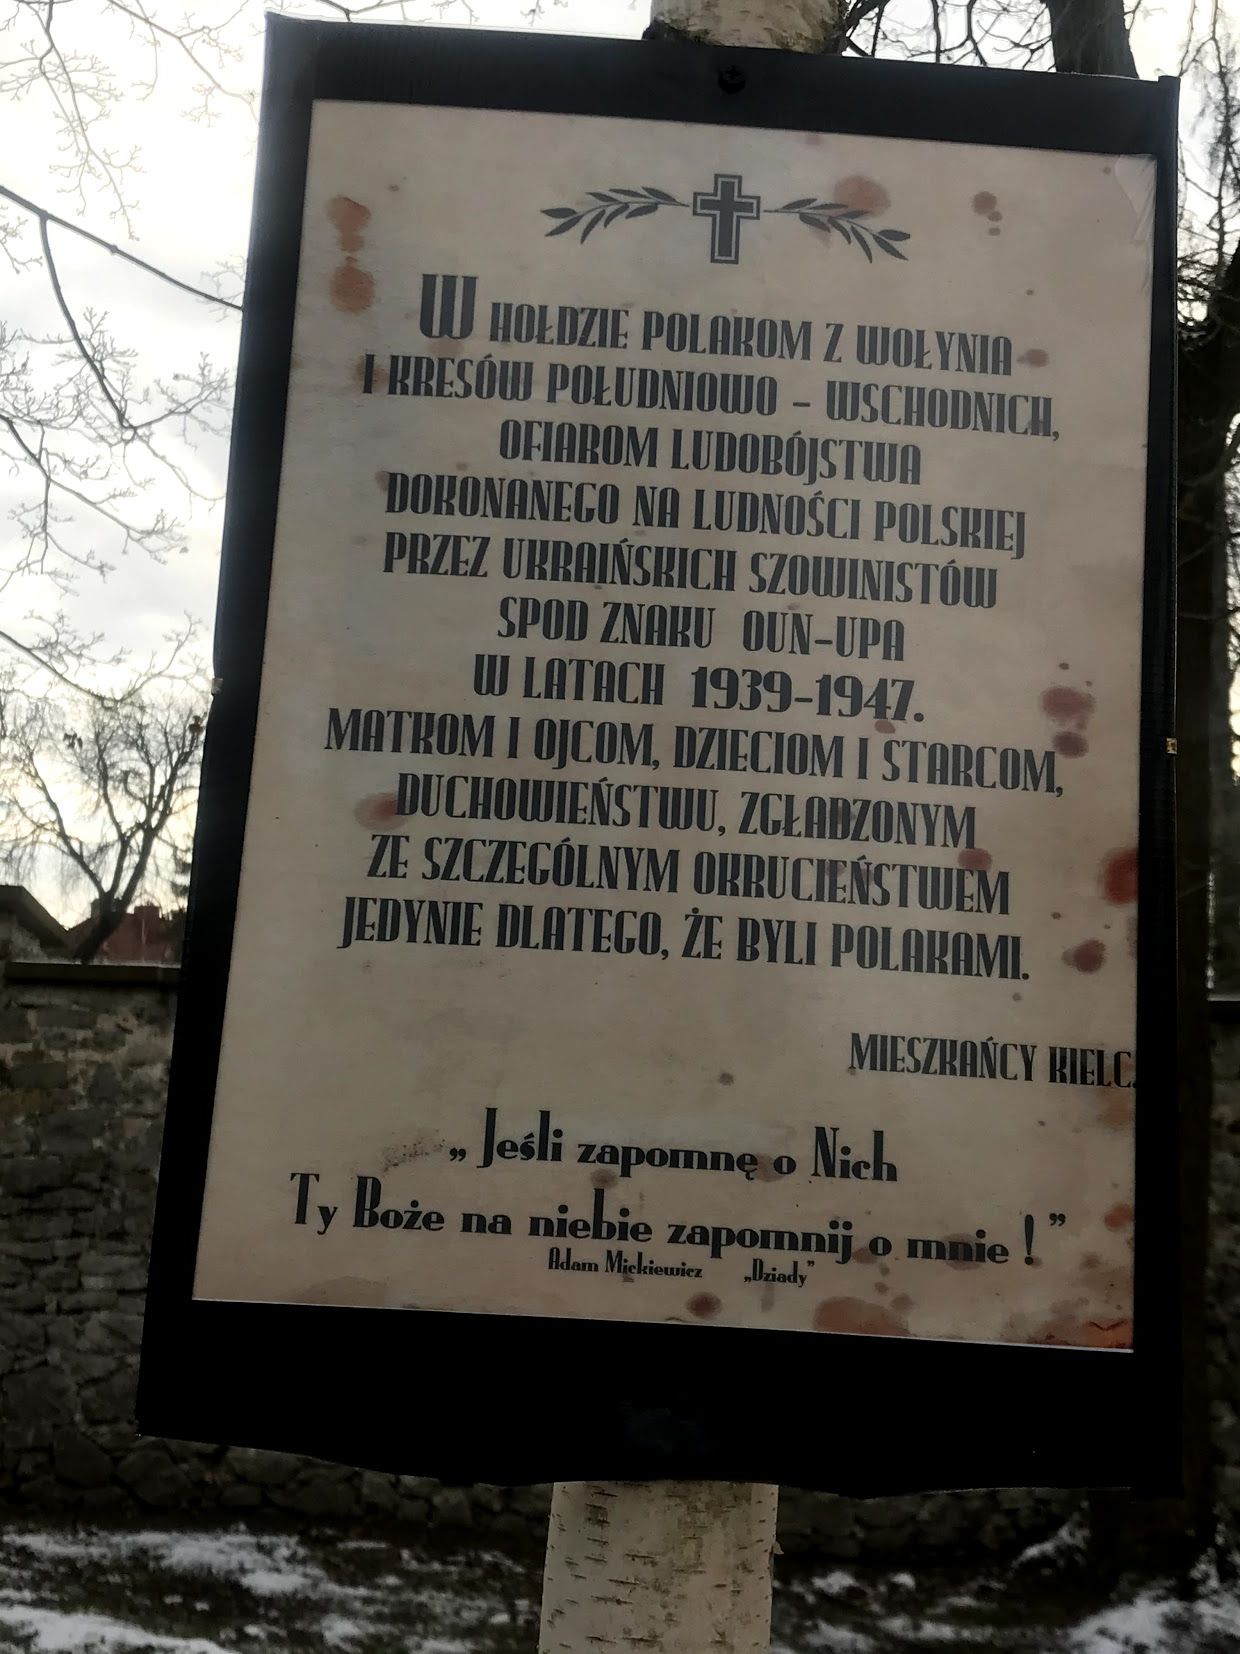 W HOŁDZIE POLAKOM Z WOŁYNIA
I KRESÓW POŁUDNIOWO - WSCHODNICH,
OFIAROM LUDOBÓJSTWA
DOKONANEGO NA LUDNOŚCI POLSKIEJ
PRZEZ UKRAIŃSKICH SZOWINISTÓW
SPOD ZNAKU OUN-UPA
W LATACH 1939-1947.
MATKOM I OJCOM, DZIECIOM I STARCOM,
DUCHOWIEŃSTWU, ZGŁADZONYM
ZE SZCZEGÓLNYM OKRUCIEŃSTWEM
JEDYNIE DLATEGO, ŻE BYLI POLAKAMI.
MIESZKAŃCY KIELC.
„Jeśli zapomnę o Nich
Ty Boże na niebie zapomnij o mnie !”
Adam Mickiewicz „Dziady”